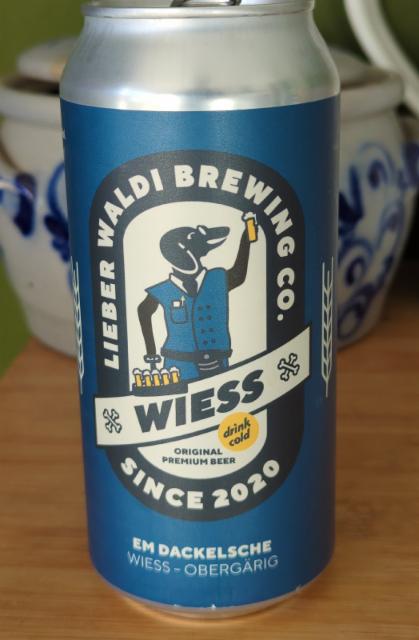 LIEBER WALDI BREWING CO.
WIESS
drink
cold
ORIGINAL
PREMIUM BEER
SINCE 2020
EM DACKELSCHE
WIESS – OBERGÄRIG